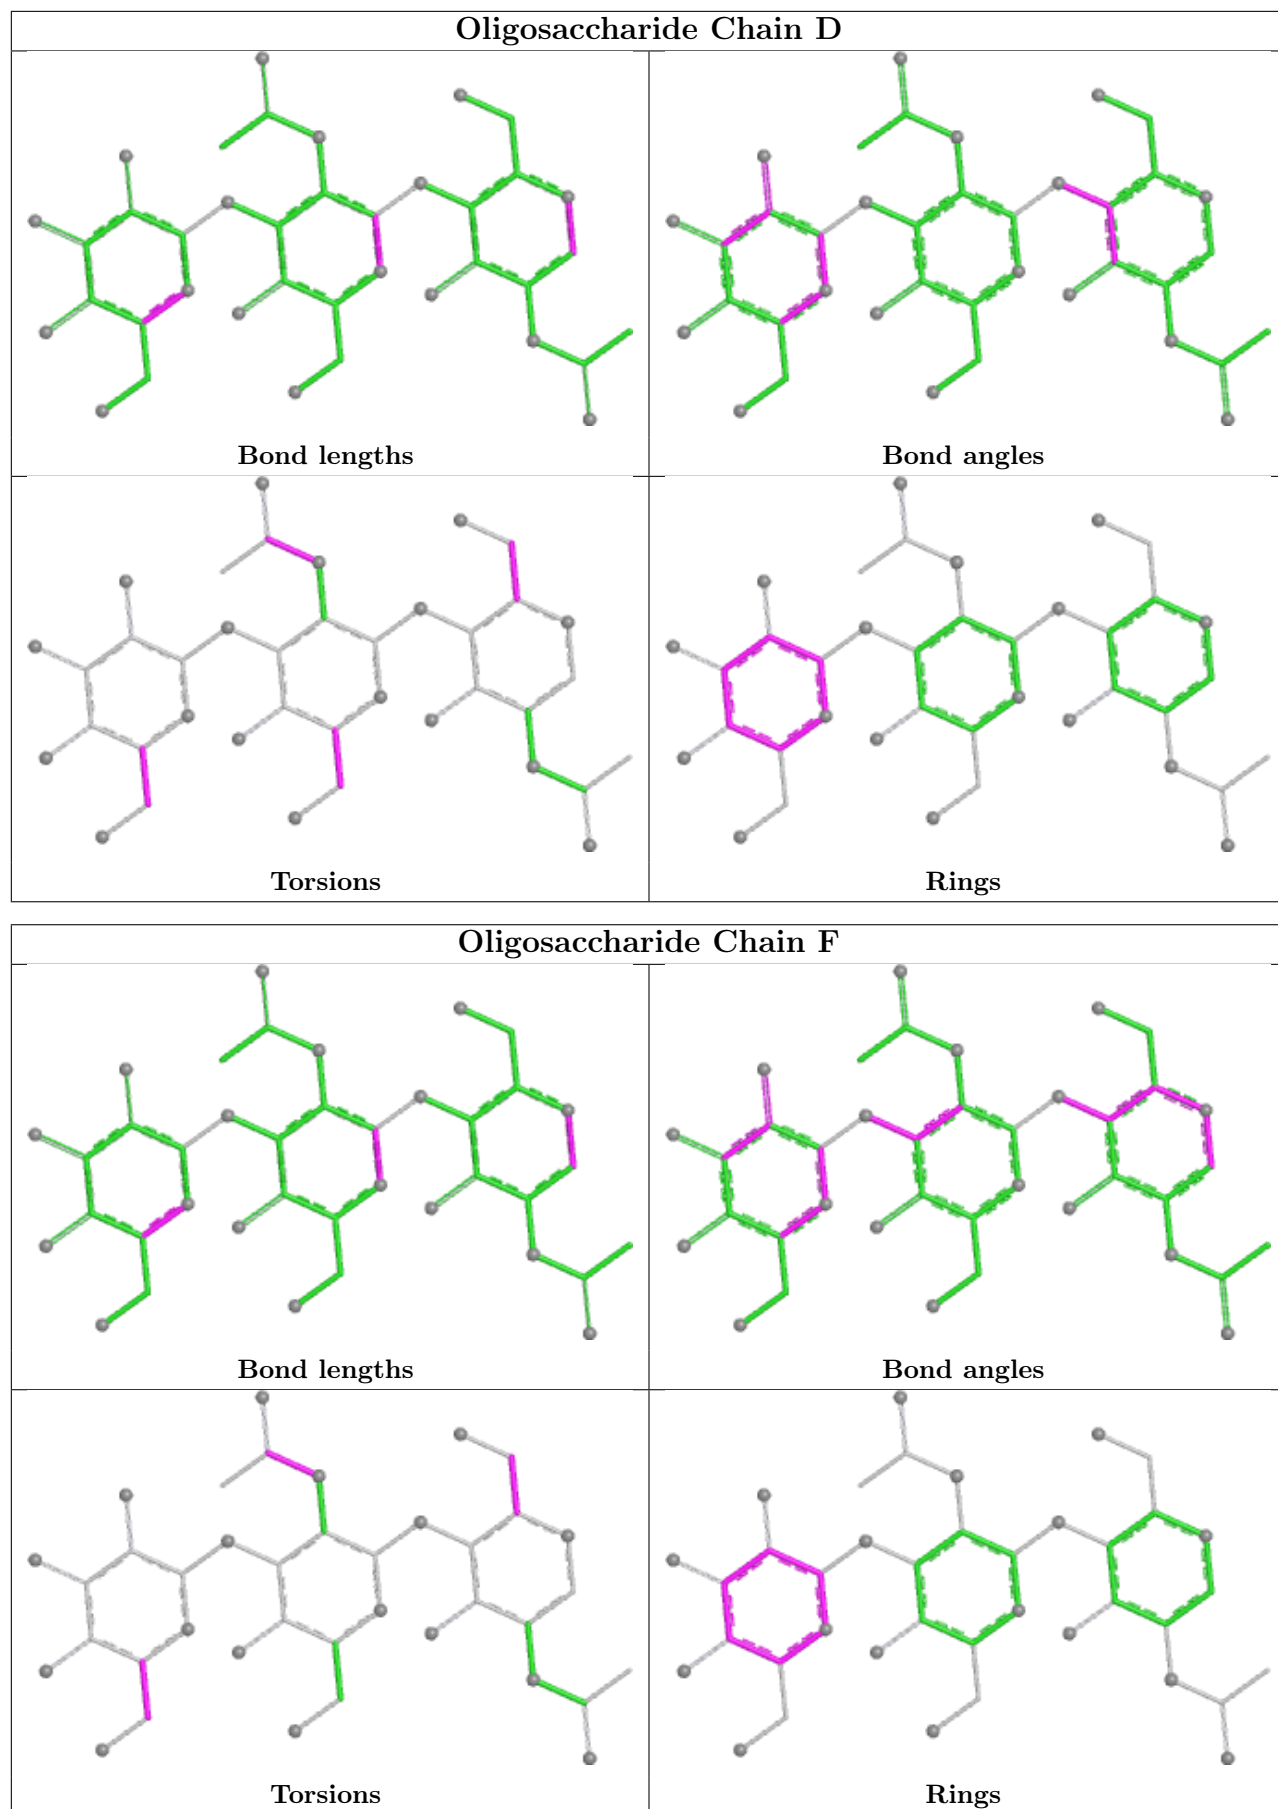 Oligosaccharide Chain D
Bond lengths
Bond angles
Torsions
Rings
Oligosaccharide Chain F
Bond lengths
Bond angles
Torsions
Rings